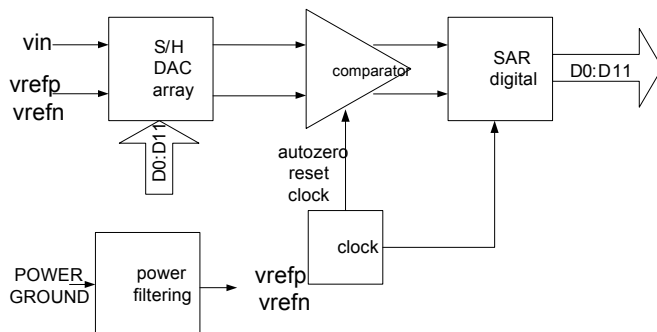 vin
vrefp
vrefn
S/H
DAC
array
D0:D11
comparator
SAR
digital
D0:D11
autozero
reset
clock
clock
POWER
GROUND
power
filtering
vrefp
vrefn